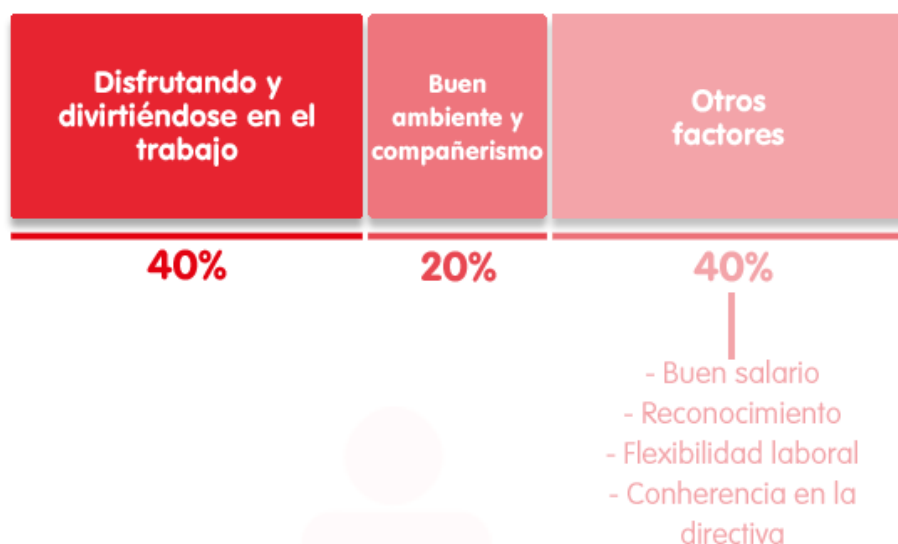 Disfrutando y
divirtiéndose en el
trabajo
Buen
ambiente y
compañerismo
Otros
factores
40%
20%
40%
- Buen salario
- Reconocimiento
- Flexibilidad laboral
- Conherencia en la
directiva